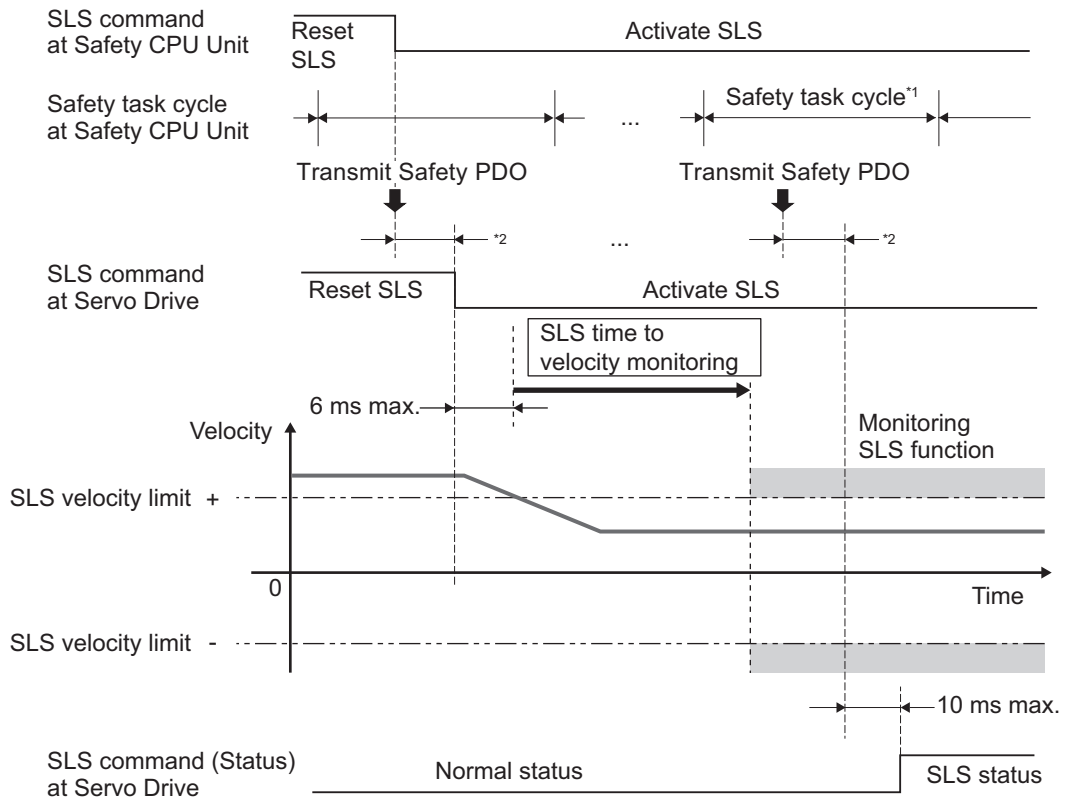 SLS command
at Safety CPU Unit
Reset
SLS
Activate SLS
Safety task cycle
at Safety CPU Unit
...
Safety task cycle*1
Transmit Safety PDO
Transmit Safety PDO
*2
...
*2
SLS command
at Servo Drive
Reset SLS
Activate SLS
SLS time to
velocity monitoring
6 ms max.
Velocity
Monitoring
SLS function
SLS velocity limit +
0
Time
SLS velocity limit -
10 ms max.
SLS command (Status)
at Servo Drive
Normal status
SLS status